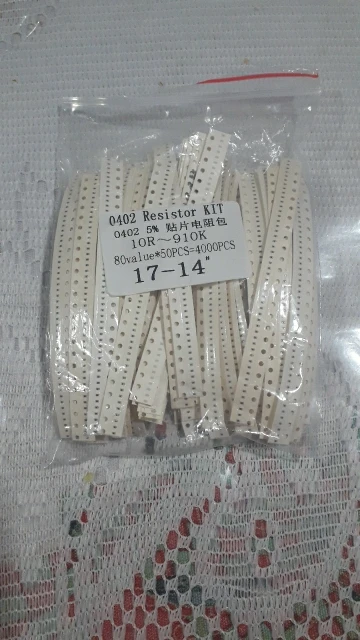 0402 Resistor KIT
0402 5% 贴片电阻包
10R～910K
80value*50PCS=4000PCS
17-14"